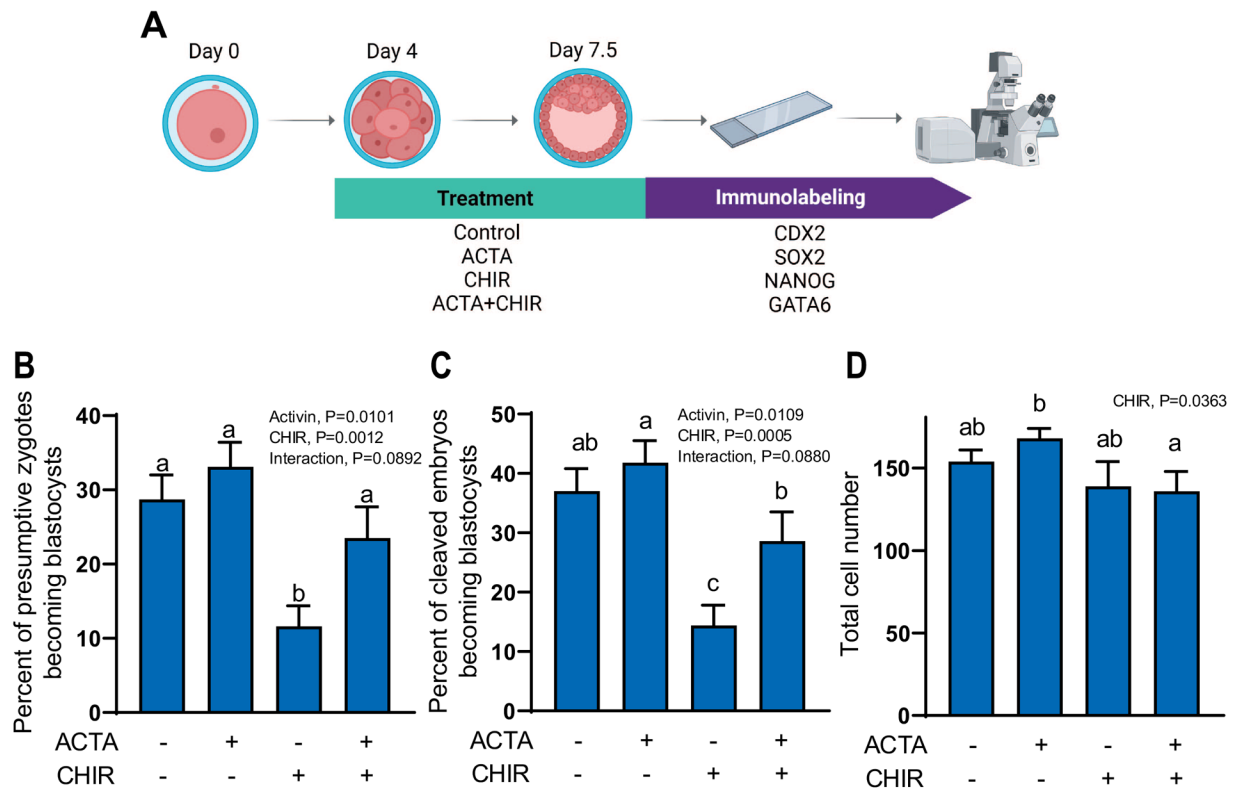 A
Day 0
Day 4
Day 7.5
Treatment
Immunolabeling
Control
ACTA
CHIR
ACTA+CHIR
CDX2
SOX2
NANOG
GATA6
B
Percent of presumptive zygotes
becoming blastocysts
40
30
20
10
0
Activin, P=0.0101
CHIR, P=0.0012
Interaction, P=0.0892
a
a
b
a
ACTA - + - +
CHIR - - + +
C
Percent of cleaved embryos
becoming blastocysts
50
40
30
20
10
0
Activin, P=0.0109
CHIR, P=0.0005
Interaction, P=0.0880
ab
a
c
b
ACTA - + - +
CHIR - - + +
D
Total cell number
150
100
50
0
CHIR, P=0.0363
ab
b
ab
a
ACTA - + - +
CHIR - - + +